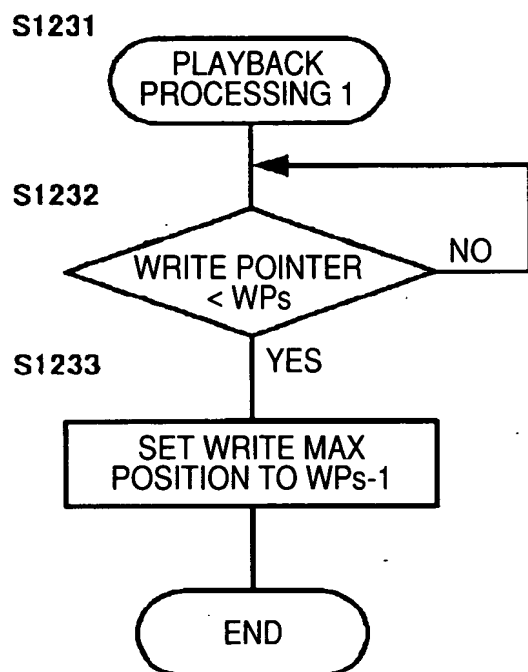 S1231
PLAYBACK
PROCESSING 1
S1232
WRITE POINTER
< WPs
NO
S1233
YES
SET WRITE MAX
POSITION TO WPs-1
END